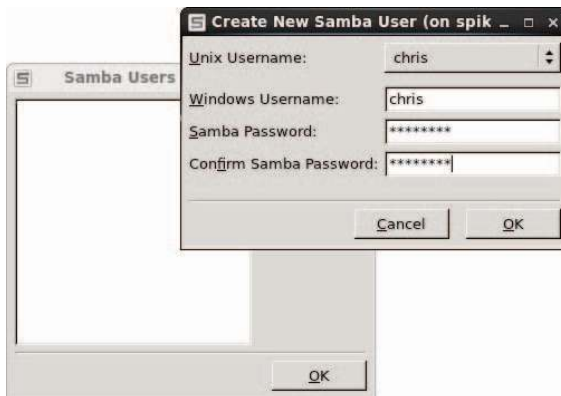 Create New Samba User (on spik
Unix Username:
chris
Samba Users
Windows Username:
chris
Samba Password:
********
Confirm Samba Password:
********
Cancel
OK
OK